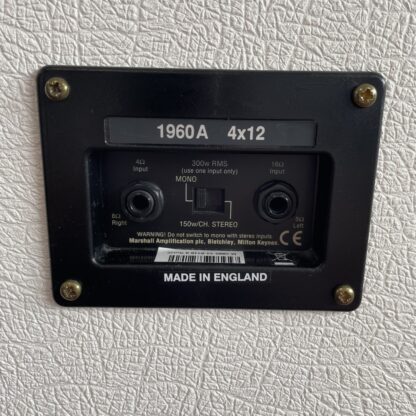 1960A 4x12
4Ω Input
300w RMS
(use one input only)
16Ω Input
MONO
8Ω Right
150w/CH. STEREO
8Ω Left
WARNING! Do not switch to mono with stereo inputs
Marshall Amplification plc. Bletchley, Milton Keynes.
CE
MADE IN ENGLAND